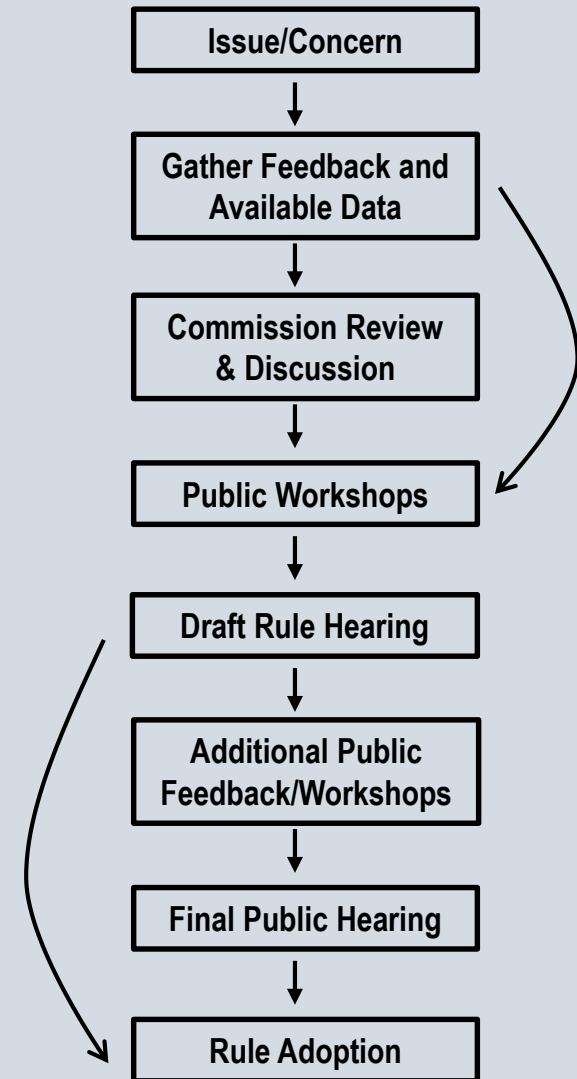 Issue/Concern
Gather Feedback and
Available Data
Commission Review
& Discussion
Public Workshops
Draft Rule Hearing
Additional Public
Feedback/Workshops
Final Public Hearing
Rule Adoption